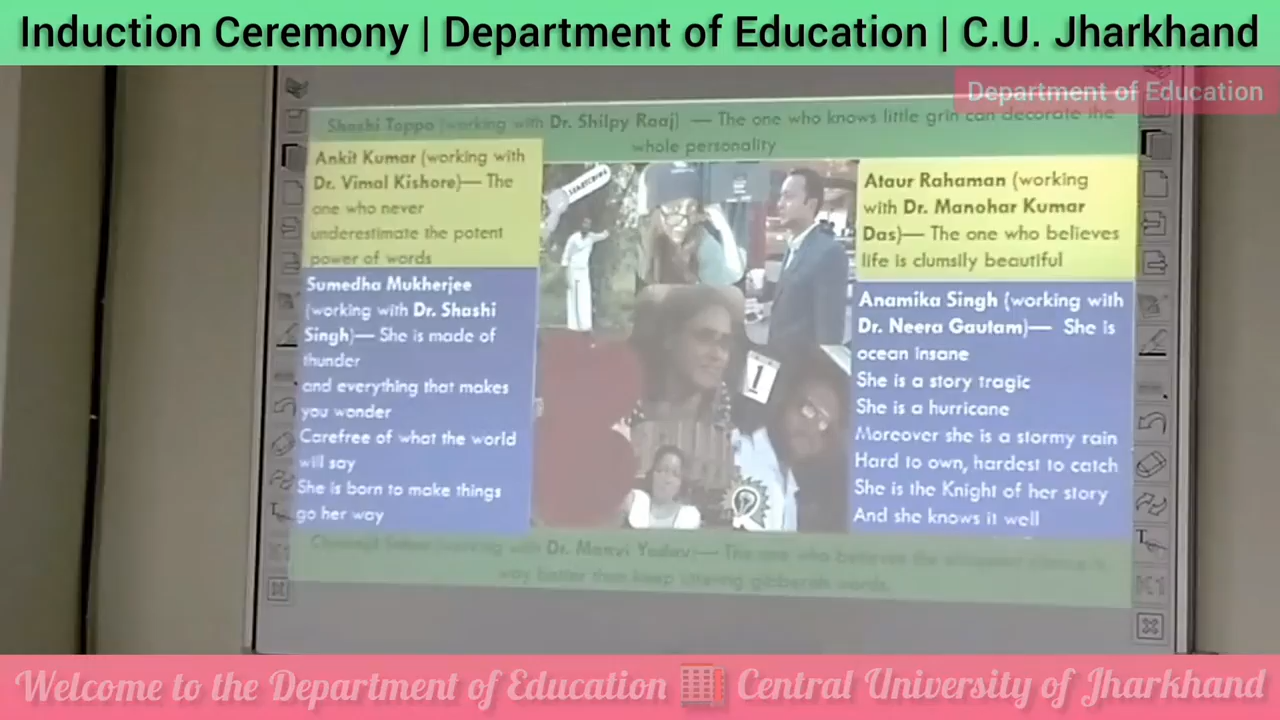 Induction Ceremony | Department of Education | C.U. Jharkhand
Department of Education
Shashi Toppo (working with Dr. Shilpy Raaj) — The one who knows little grin can decorate the
whole personality
Ankit Kumar (working with
Dr. Vimal Kishore)— The
one who never
underestimate the potent
power of words
Sumedha Mukherjee
(working with Dr. Shashi
Singh)— She is made of
thunder
and everything that makes
you wonder
Carefree of what the world
will say
She is born to make things
go her way
1
Ataur Rahaman (working
with Dr. Manohar Kumar
Das)— The one who believes
life is clumsily beautiful
Anamika Singh (working with
Dr. Neera Gautam)— She is
ocean insane
She is a story tragic
She is a hurricane
Moreover she is a stormy rain
Hard to own, hardest to catch
She is the Knight of her story
And she knows it well
(working with Dr. Manvi Yadav)— The one who believes the
way better than keep uttering gibberish words.
Welcome to the Department of Education Central University of Jharkhand